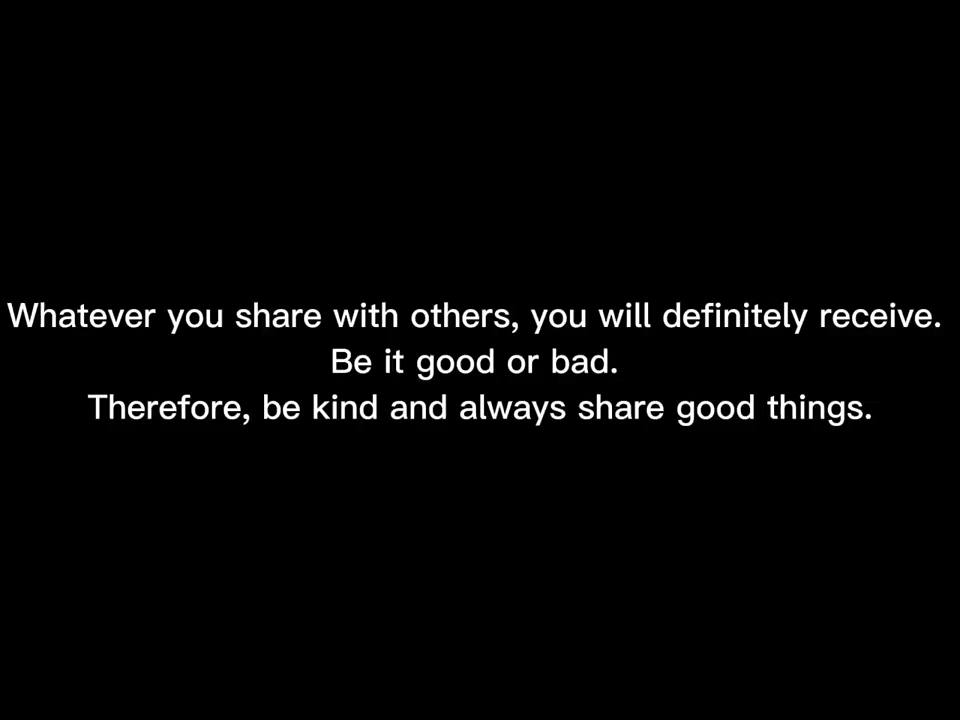 Whatever you share with others, you will definitely receive.
Be it good or bad.
Therefore, be kind and always share good things.